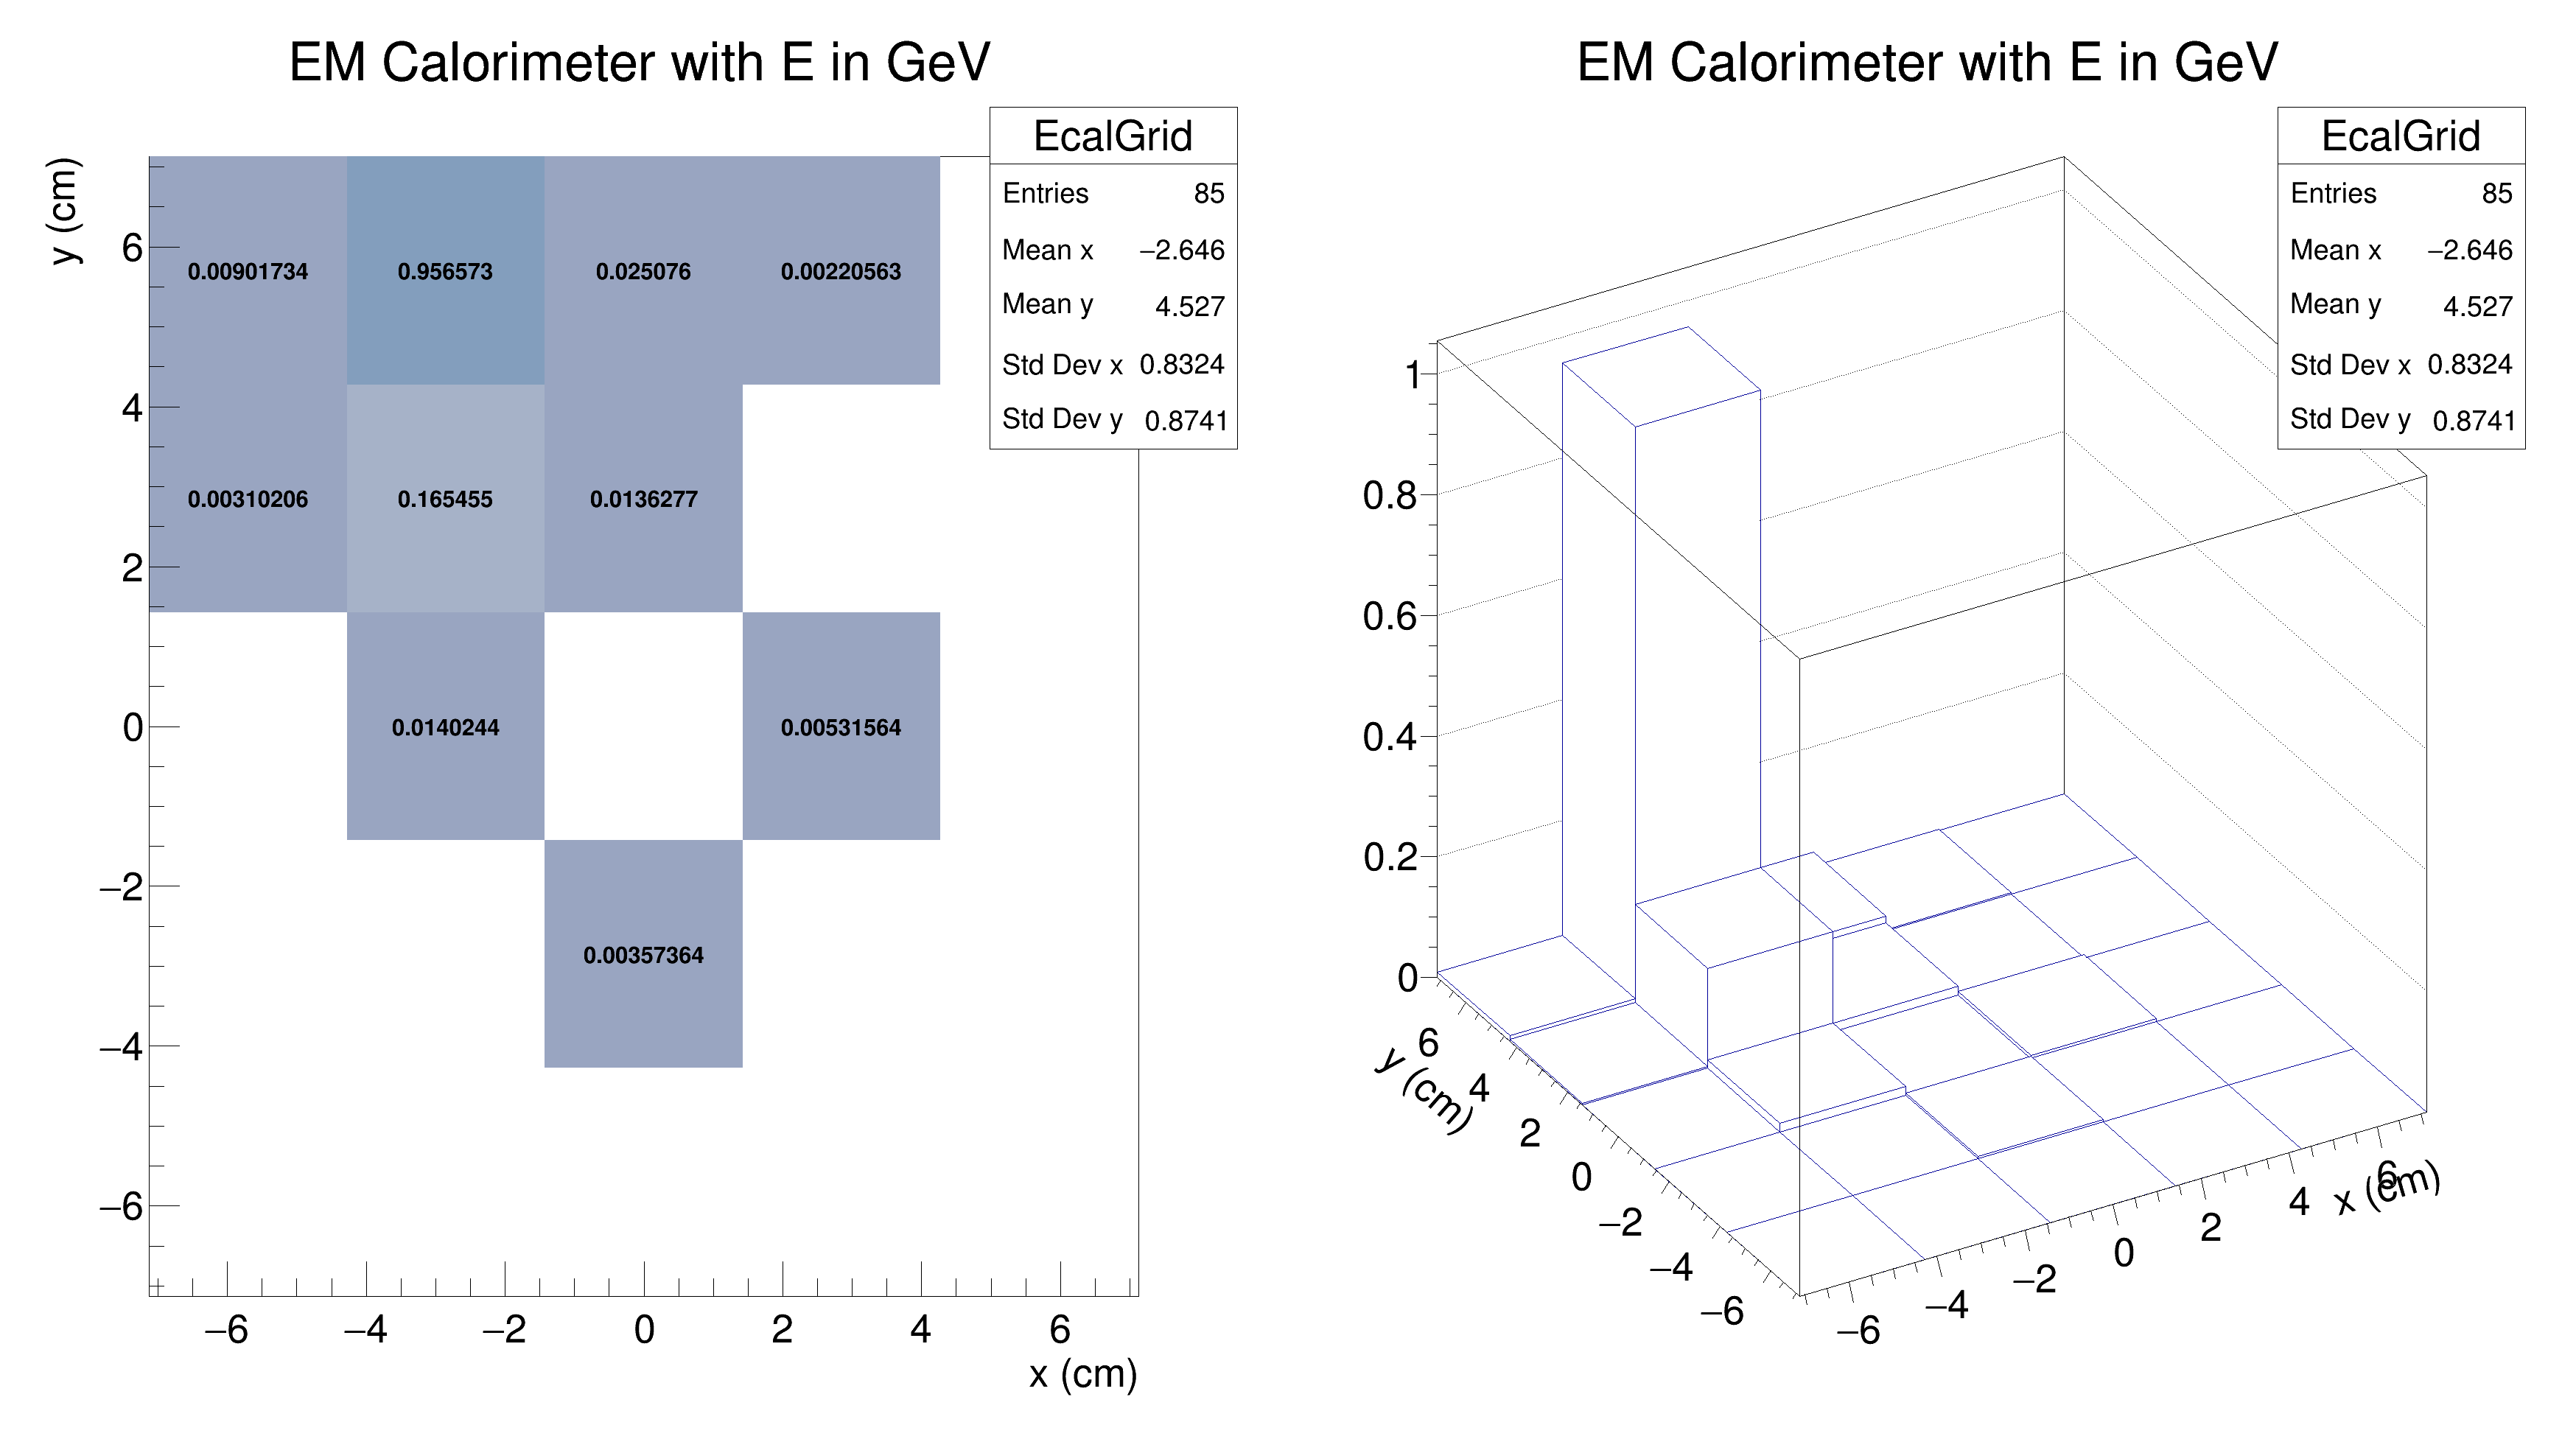 EM Calorimeter with E in GeV
y (cm)
EcalGrid
Entries 85
Mean x −2.646
Mean y 4.527
Std Dev x 0.8324
Std Dev y 0.8741
6
4
2
0
−2
−4
−6
0.00901734 0.956573 0.025076 0.00220563
0.00310206 0.165455 0.0136277
0.0140244 0.00531564
0.00357364
−6 −4 −2 0 2 4 6
x (cm)
EM Calorimeter with E in GeV
EcalGrid
Entries 85
Mean x −2.646
Mean y 4.527
Std Dev x 0.8324
Std Dev y 0.8741
1
0.8
0.6
0.4
0.2
0
y (cm)
6
4
2
0
−2
−4
−6
−6 −4 −2 0 2 4 6
x (cm)